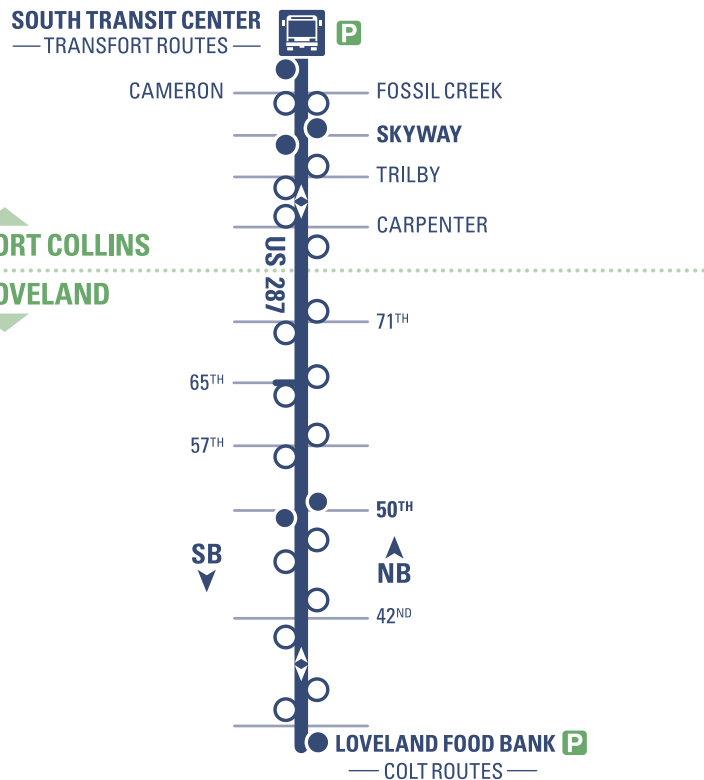 SOUTH TRANSIT CENTER
P
TRANSFORT ROUTES
CAMERON
FOSSIL CREEK
SKYWAY
TRILBY
CARPENTER
ORT COLLINS
US 287
OVELAND
71TH
65TH
57TH
50TH
SB
NB
42ND
LOVELAND FOOD BANK P
COLT ROUTES